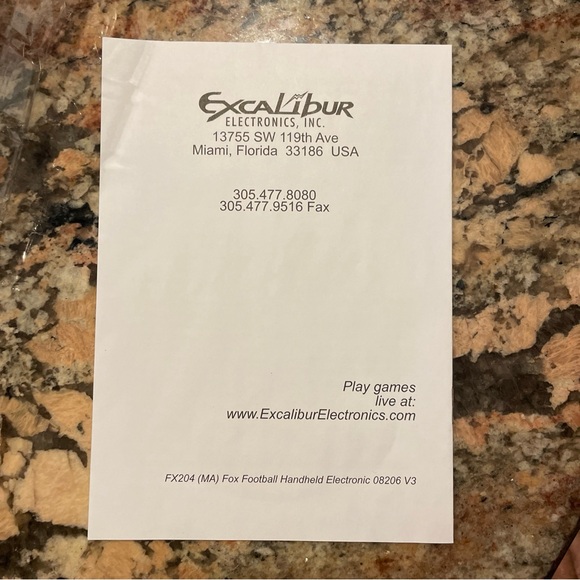 Excalibur
ELECTRONICS, INC.
13755 SW 119th Ave
Miami, Florida 33186 USA
305.477.8080
305.477.9516 Fax
Play games
live at:
www.ExcaliburElectronics.com
FX204 (MA) Fox Football Handheld Electronic 08206 V3